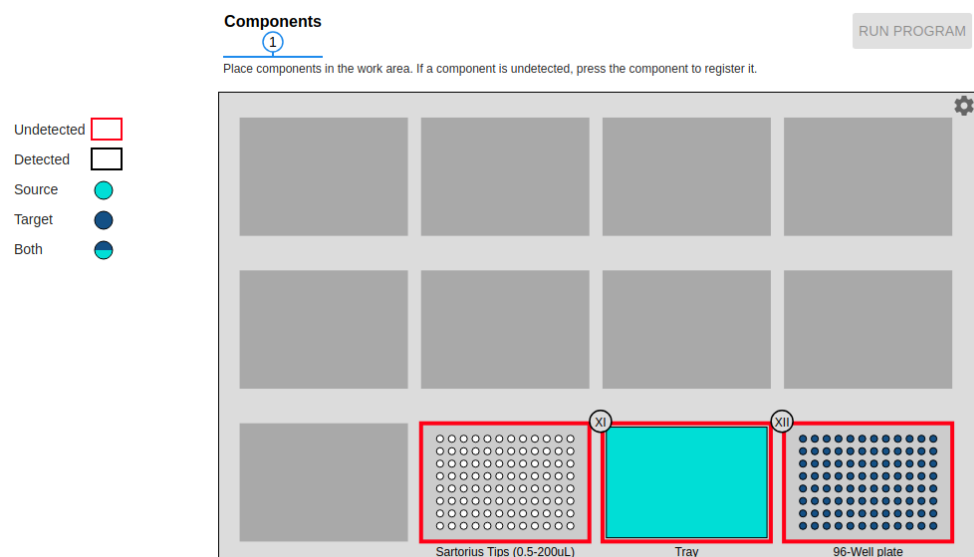 Components
1
RUN PROGRAM
Place components in the work area. If a component is undetected, press the component to register it.
Undetected
Detected
Source
Target
Both
XI
XII
Sartorius Tips (0.5-200uL)
Tray
96-Well plate